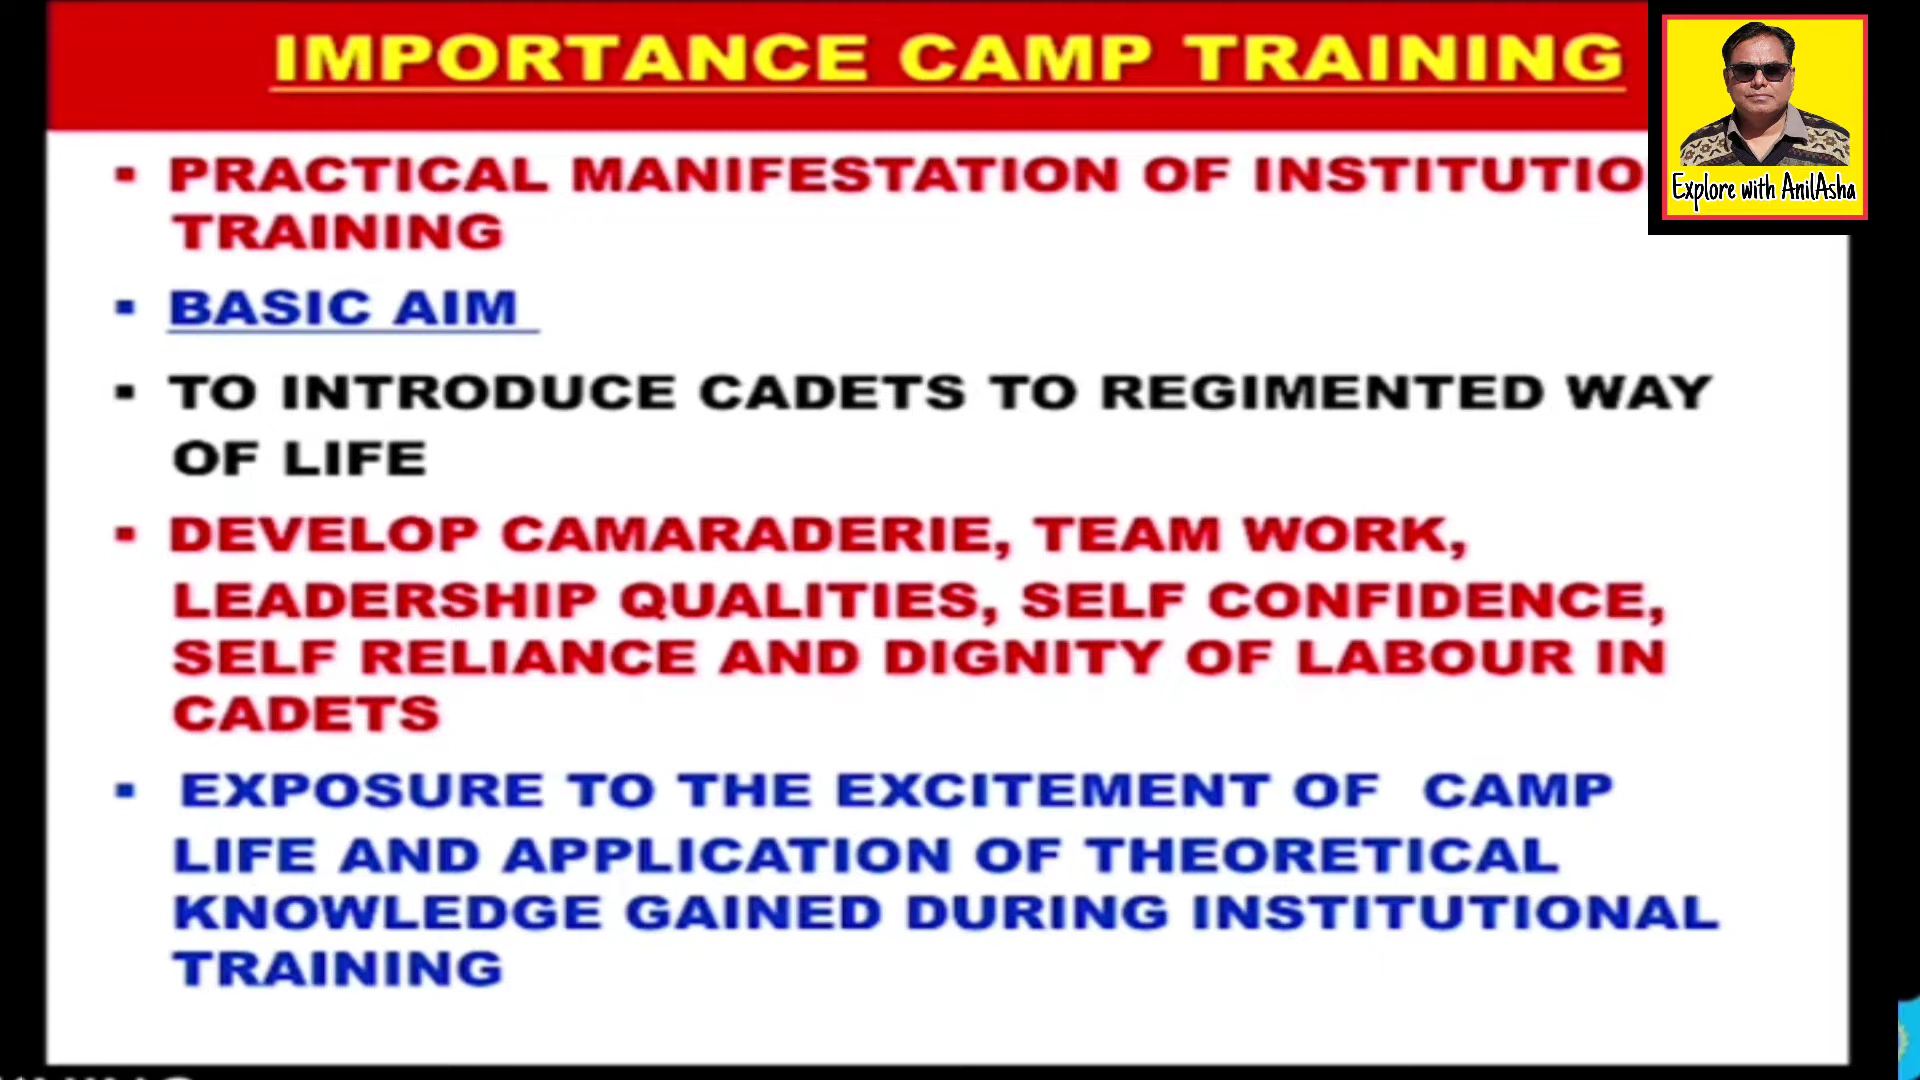 IMPORTANCE CAMP TRAINING
Explore with AnilAsha
▪ PRACTICAL MANIFESTATION OF INSTITUTIO
TRAINING
▪ BASIC AIM
▪ TO INTRODUCE CADETS TO REGIMENTED WAY
OF LIFE
▪ DEVELOP CAMARADERIE, TEAM WORK,
LEADERSHIP QUALITIES, SELF CONFIDENCE,
SELF RELIANCE AND DIGNITY OF LABOUR IN
CADETS
▪ EXPOSURE TO THE EXCITEMENT OF CAMP
LIFE AND APPLICATION OF THEORETICAL
KNOWLEDGE GAINED DURING INSTITUTIONAL
TRAINING